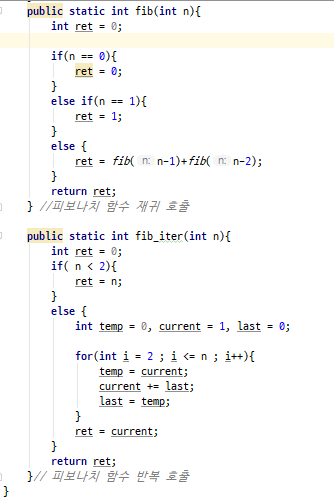 public static int fib(int n){
int ret = 0;
if(n == 0){
ret = 0;
}
else if(n == 1){
ret = 1;
}
else {
ret = fib( n: n-1)+fib( n: n-2);
}
return ret;
} //피보나치 함수 재귀 호출
public static int fib_iter(int n){
int ret = 0;
if( n < 2){
ret = n;
}
else {
int temp = 0, current = 1, last = 0;
for(int i = 2 ; i <= n ; i++){
temp = current;
current += last;
last = temp;
}
ret = current;
}
return ret;
}// 피보나치 함수 반복 호출
}